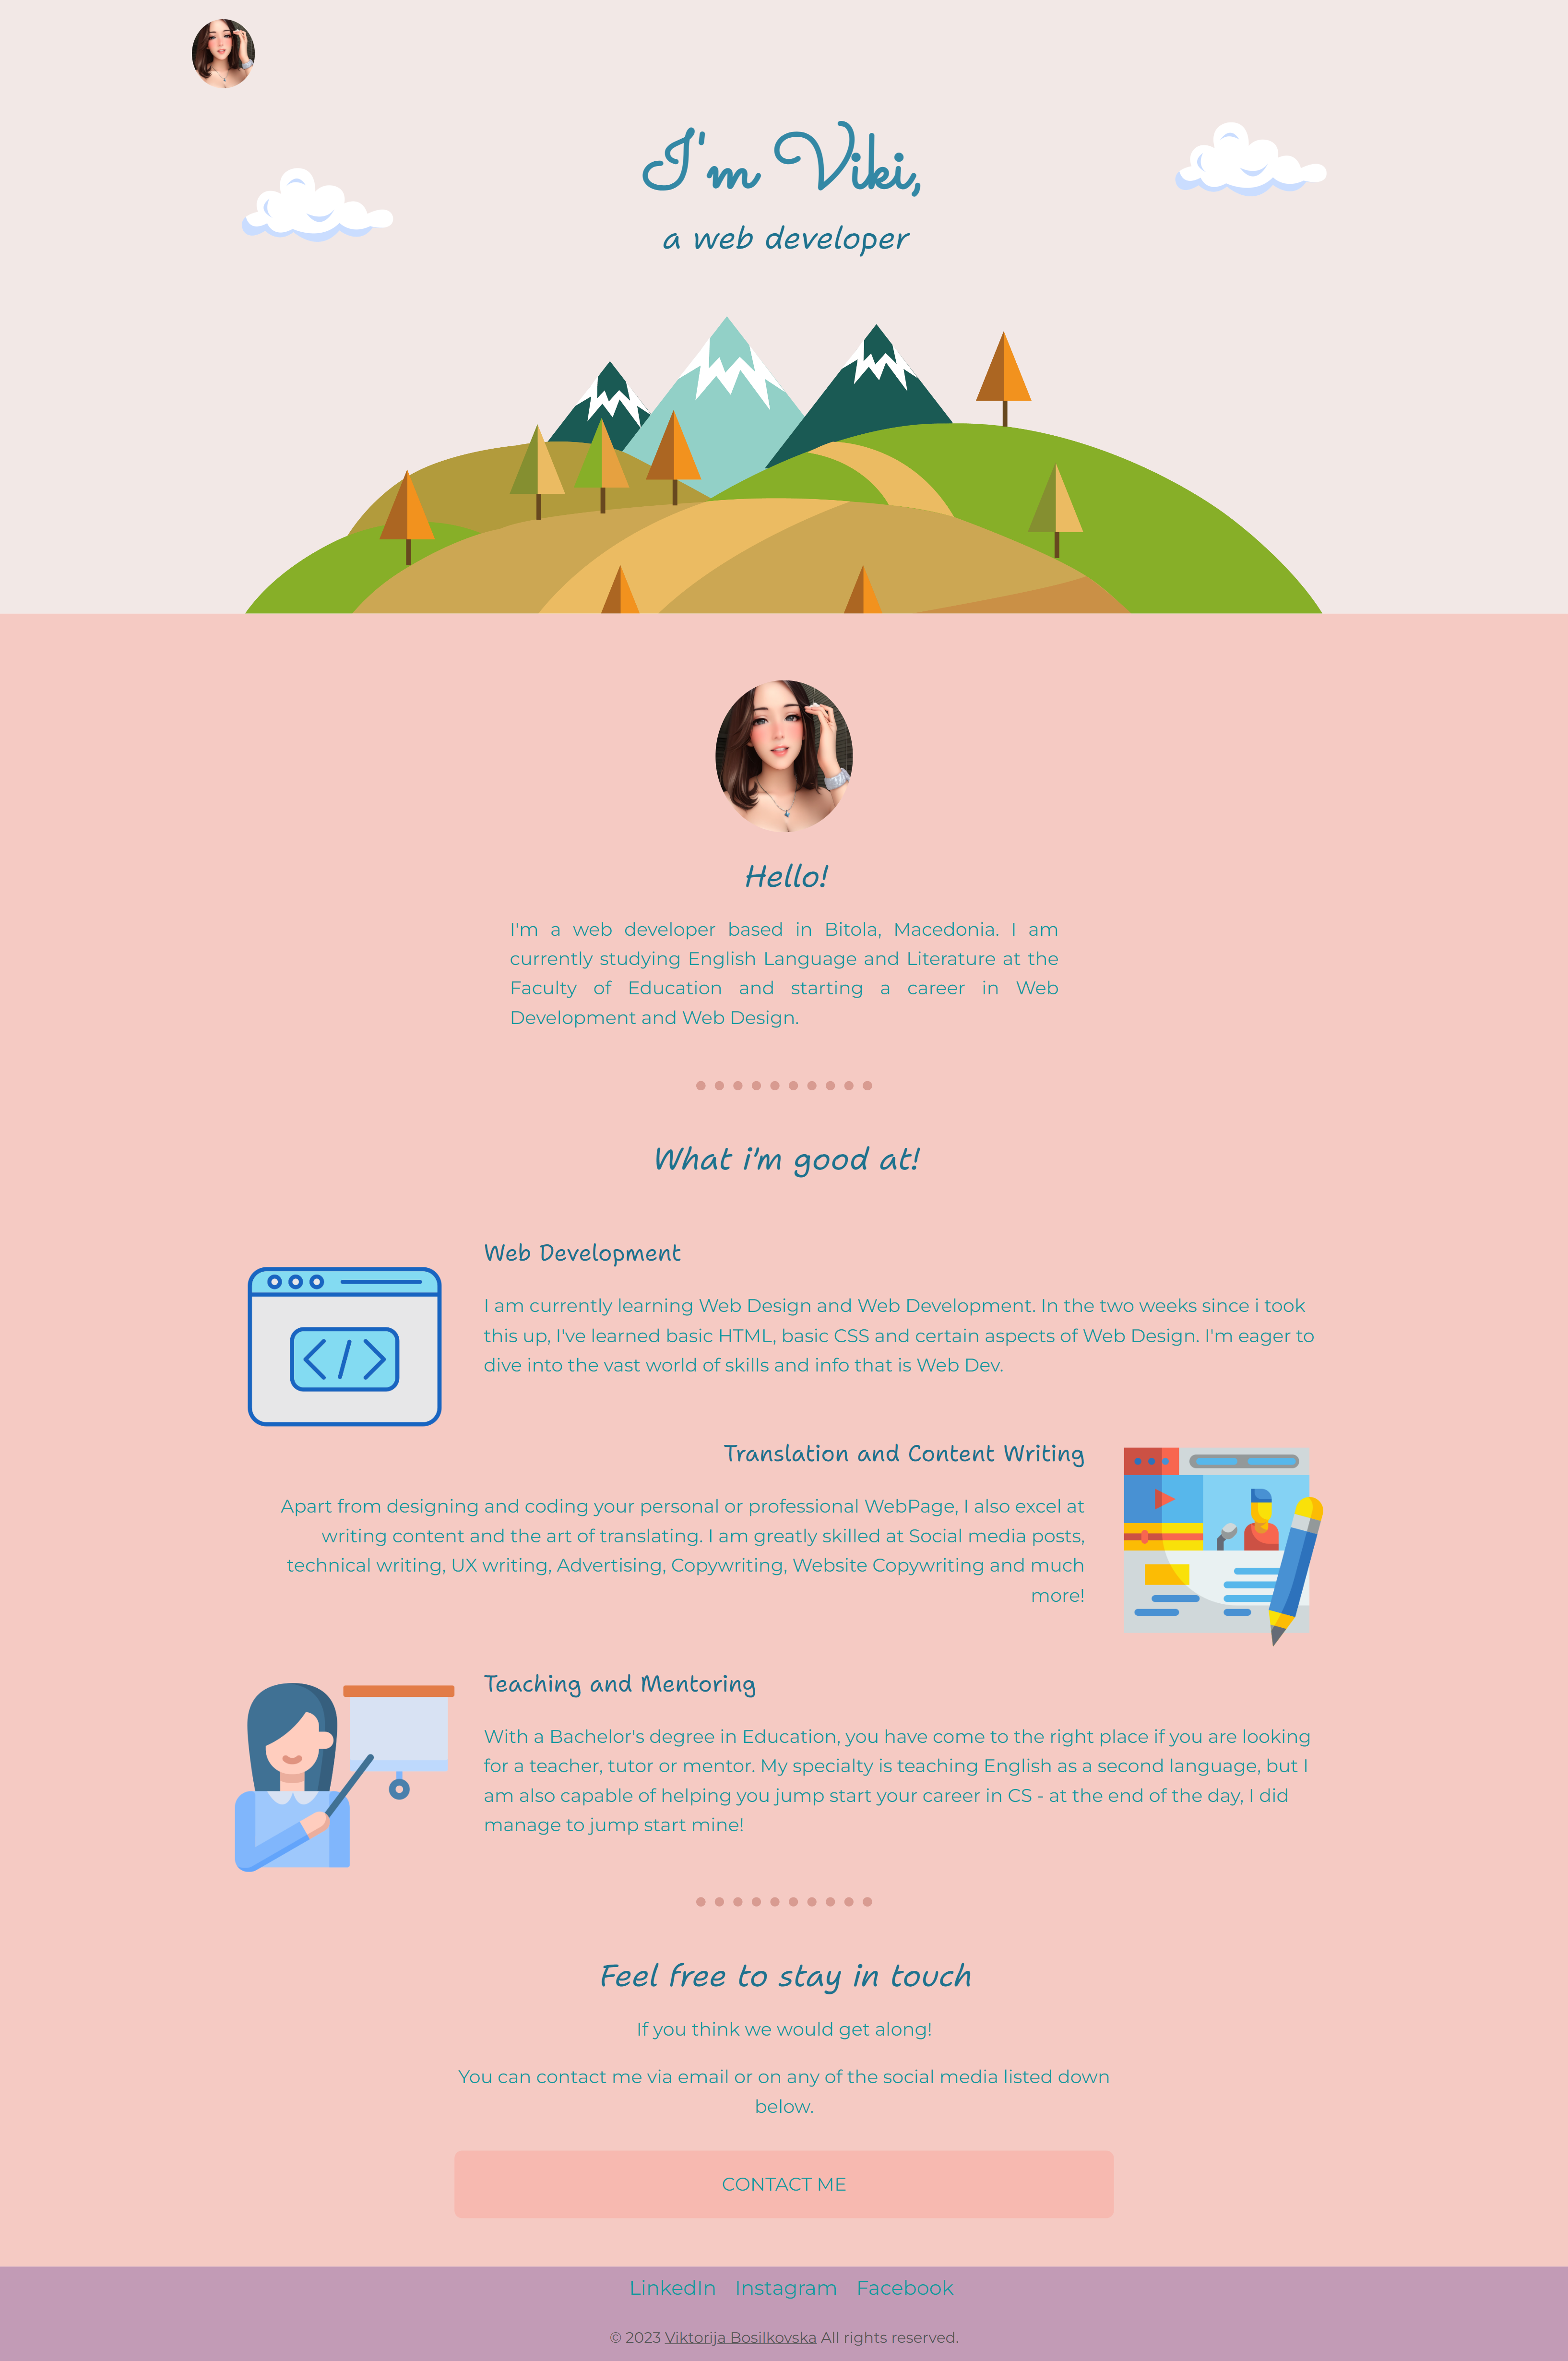 I'm Viki,
a web developer
Hello!
I'm a web developer based in Bitola, Macedonia. I am
currently studying English Language and Literature at the
Faculty of Education and starting a career in Web
Development and Web Design.
What i'm good at!
Web Development
I am currently learning Web Design and Web Development. In the two weeks since i took
this up, I've learned basic HTML, basic CSS and certain aspects of Web Design. I'm eager to
dive into the vast world of skills and info that is Web Dev.
Translation and Content Writing
Apart from designing and coding your personal or professional WebPage, I also excel at
writing content and the art of translating. I am greatly skilled at Social media posts,
technical writing, UX writing, Advertising, Copywriting, Website Copywriting and much
more!
Teaching and Mentoring
With a Bachelor's degree in Education, you have come to the right place if you are looking
for a teacher, tutor or mentor. My specialty is teaching English as a second language, but I
am also capable of helping you jump start your career in CS - at the end of the day, I did
manage to jump start mine!
Feel free to stay in touch
If you think we would get along!
You can contact me via email or on any of the social media listed down
below.
CONTACT ME
LinkedIn Instagram Facebook
© 2023 Viktorija Bosilkovska All rights reserved.